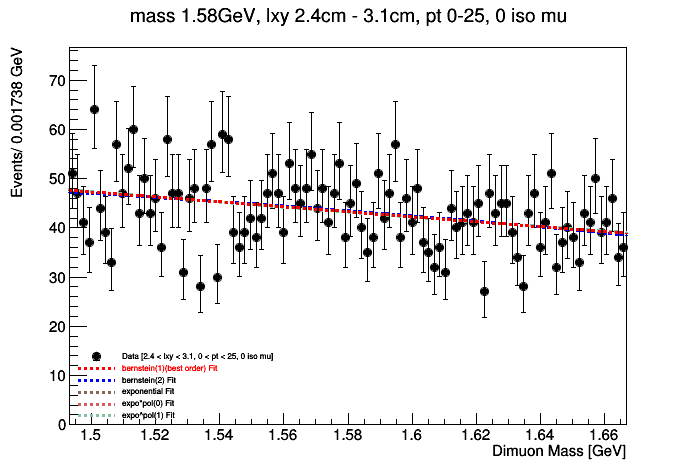 mass 1.58GeV, lxy 2.4cm - 3.1cm, pt 0-25, 0 iso mu
Events/ 0.001738 GeV
70
60
50
40
30
20
10
0
Data [2.4 < lxy < 3.1, 0 < pt < 25, 0 iso mu]
bernstein(1)(best order) Fit
bernstein(2) Fit
exponential Fit
expo*pol(0) Fit
expo*pol(1) Fit
1.5 1.52 1.54 1.56 1.58 1.6 1.62 1.64 1.66
Dimuon Mass [GeV]